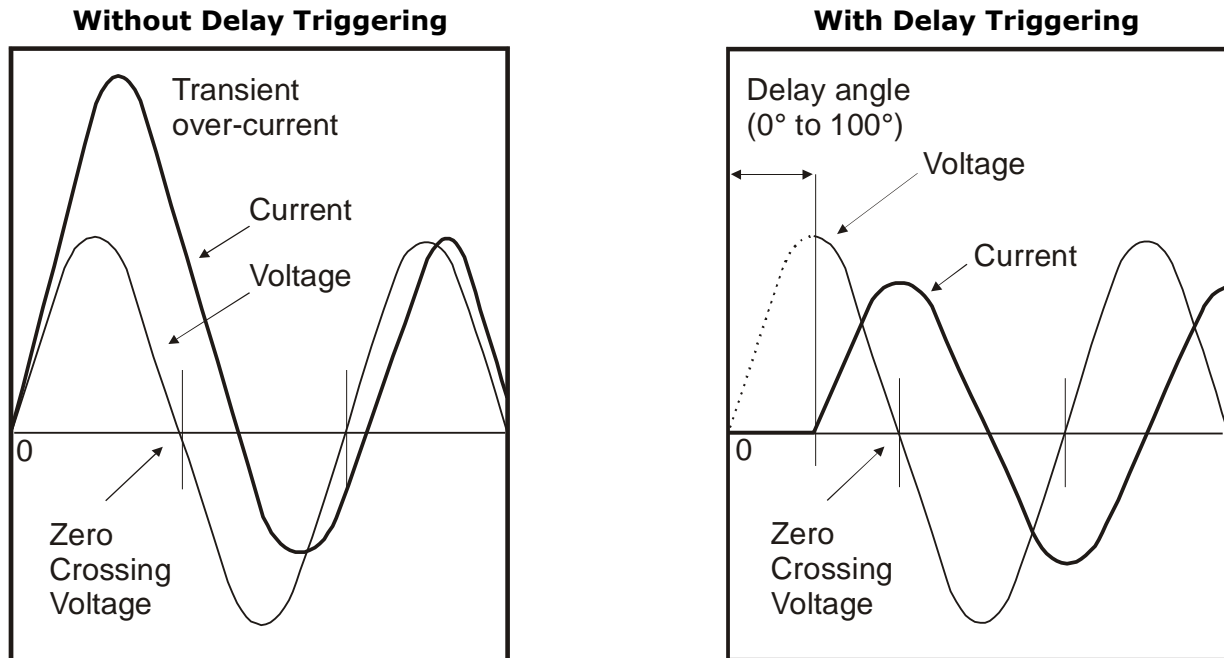 Without Delay Triggering
Transient
over-current
Current
Voltage
0
Zero
Crossing
Voltage
With Delay Triggering
Delay angle
(0° to 100°)
Voltage
Current
0
Zero
Crossing
Voltage